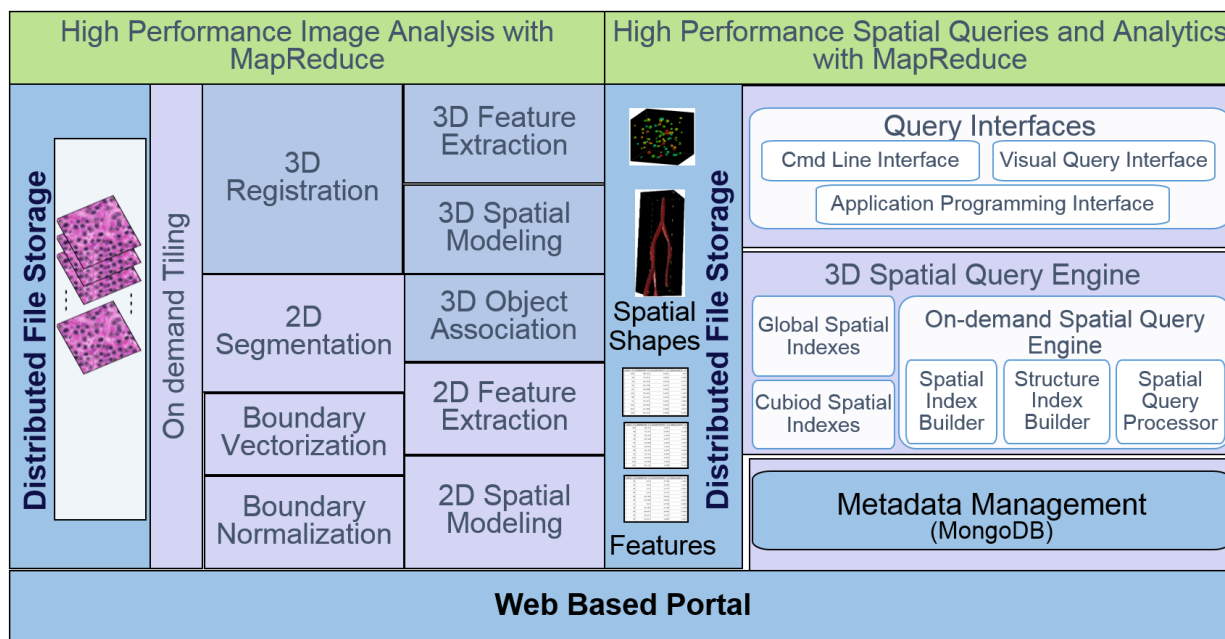 High Performance Image Analysis with
MapReduce
High Performance Spatial Queries and Analytics
with MapReduce
Distributed File Storage
On demand Tiling
3D
Registration
2D
Segmentation
Boundary
Vectorization
Boundary
Normalization
3D Feature
Extraction
3D Spatial
Modeling
3D Object
Association
2D Feature
Extraction
2D Spatial
Modeling
Spatial
Shapes
Features
Distributed File Storage
Query Interfaces
Cmd Line Interface
Visual Query Interface
Application Programming Interface
3D Spatial Query Engine
Global Spatial
Indexes
Cubiod Spatial
Indexes
On-demand Spatial Query
Engine
Spatial
Index
Builder
Structure
Index
Builder
Spatial
Query
Processor
Metadata Management
(MongoDB)
Web Based Portal